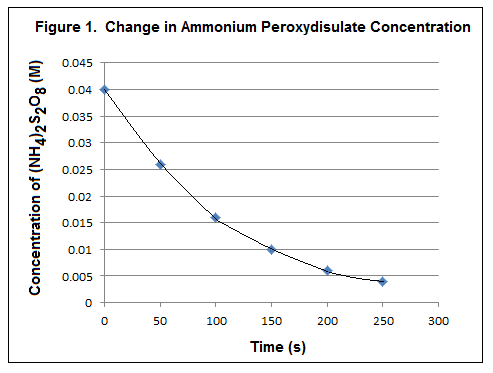 Figure 1.  Change in Ammonium Peroxydisulate Concentration
Concentration of (NH4)2S2O8 (M)
0.045
0.04
0.035
0.03
0.025
0.02
0.015
0.01
0.005
0
0 50 100 150 200 250 300
Time (s)